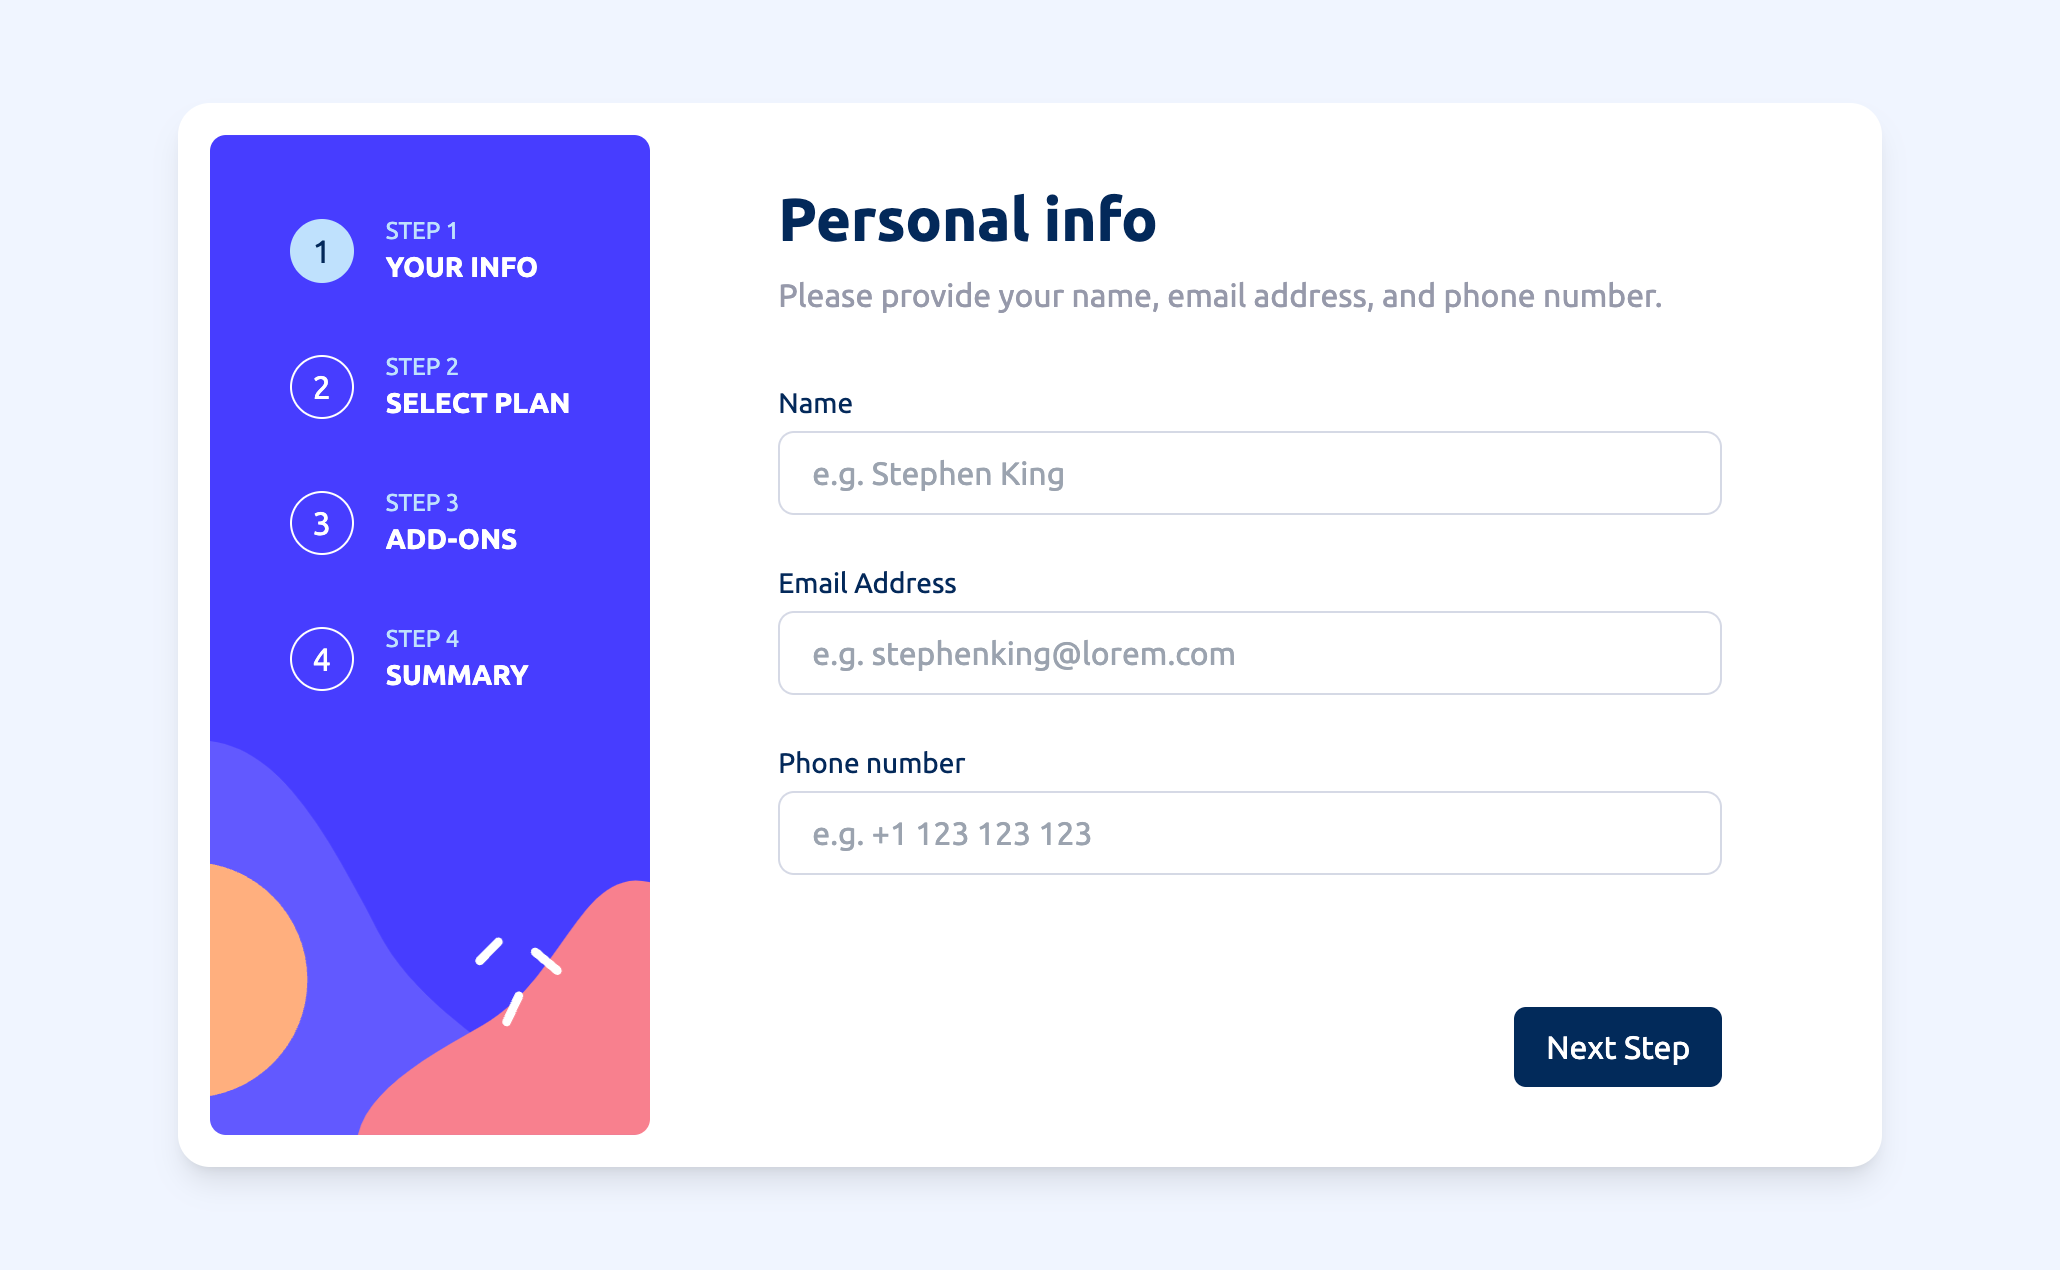 1
STEP 1
YOUR INFO
2
STEP 2
SELECT PLAN
3
STEP 3
ADD-ONS
4
STEP 4
SUMMARY
Personal info
Please provide your name, email address, and phone number.
Name
e.g. Stephen King
Email Address
e.g. stephenking@lorem.com
Phone number
e.g. +1 123 123 123
Next Step